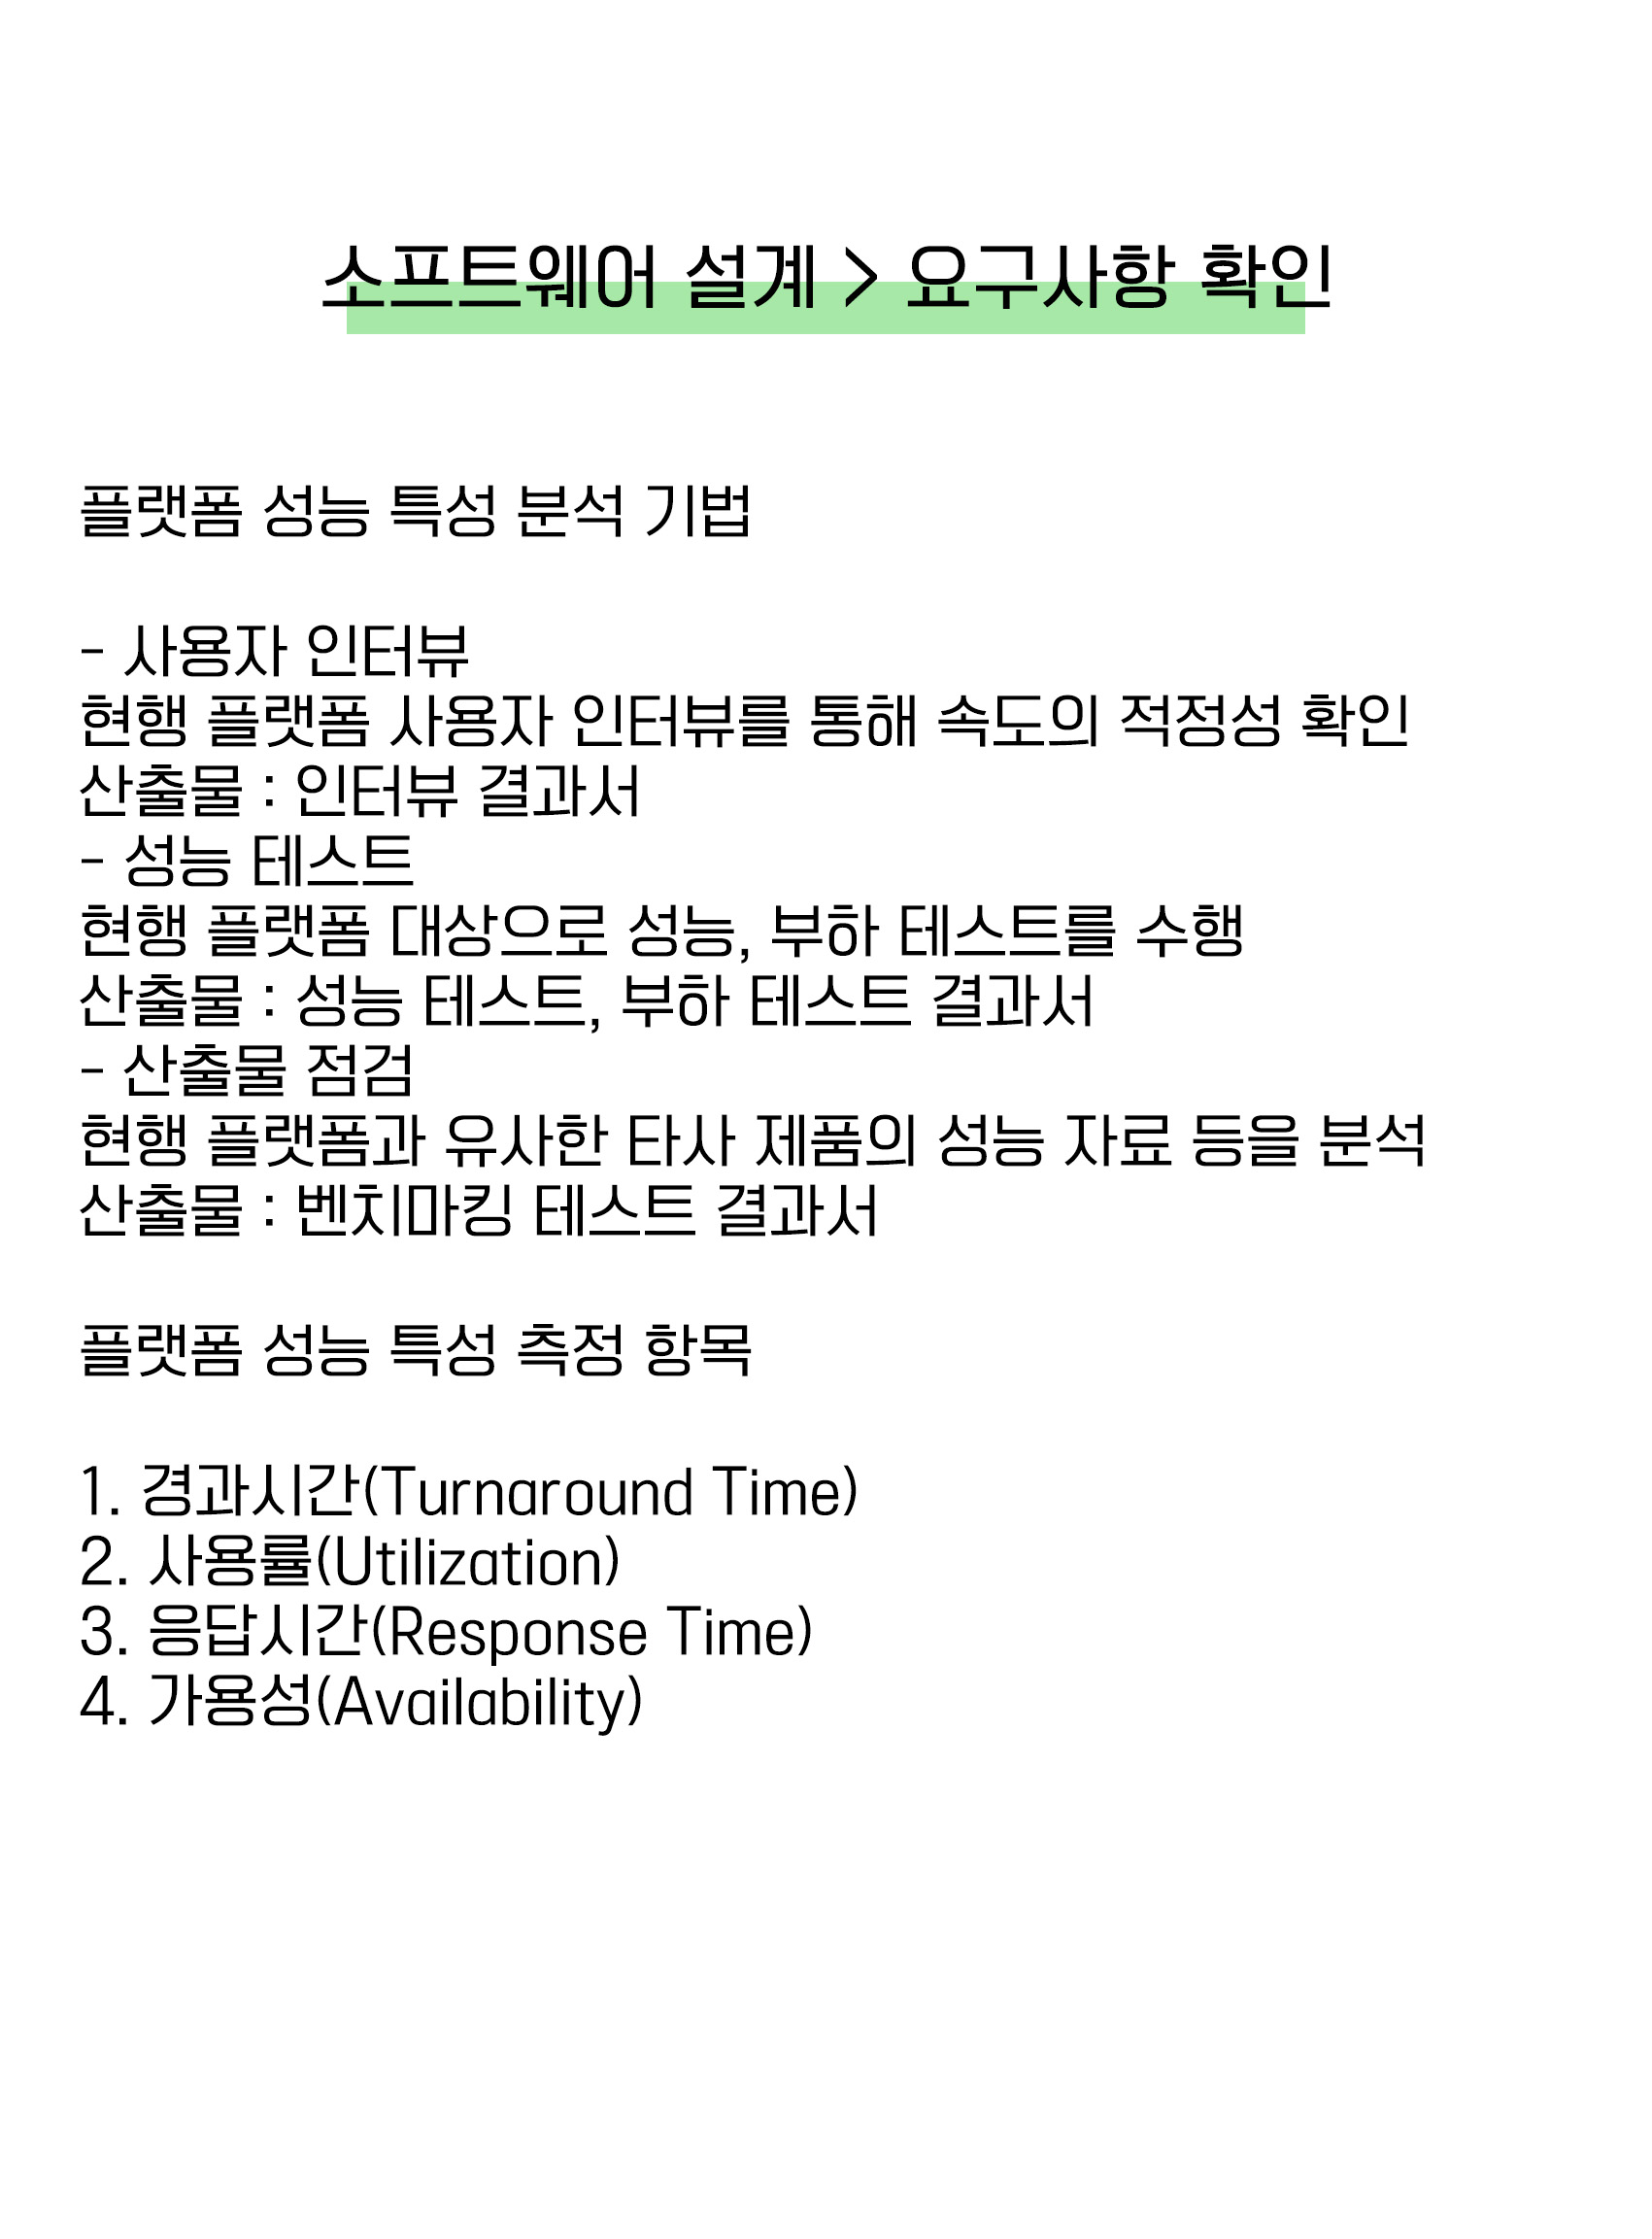 소프트웨어 설계 > 요구사항 확인
플랫폼 성능 특성 분석 기법
- 사용자 인터뷰
현행 플랫폼 사용자 인터뷰를 통해 속도의 적정성 확인
산출물 : 인터뷰 결과서
- 성능 테스트
현행 플랫폼 대상으로 성능, 부하 테스트를 수행
산출물 : 성능 테스트, 부하 테스트 결과서
- 산출물 점검
현행 플랫폼과 유사한 타사 제품의 성능 자료 등을 분석
산출물 : 벤치마킹 테스트 결과서
플랫폼 성능 특성 측정 항목
1. 경과시간(Turnaround Time)
2. 사용률(Utilization)
3. 응답시간(Response Time)
4. 가용성(Availability)